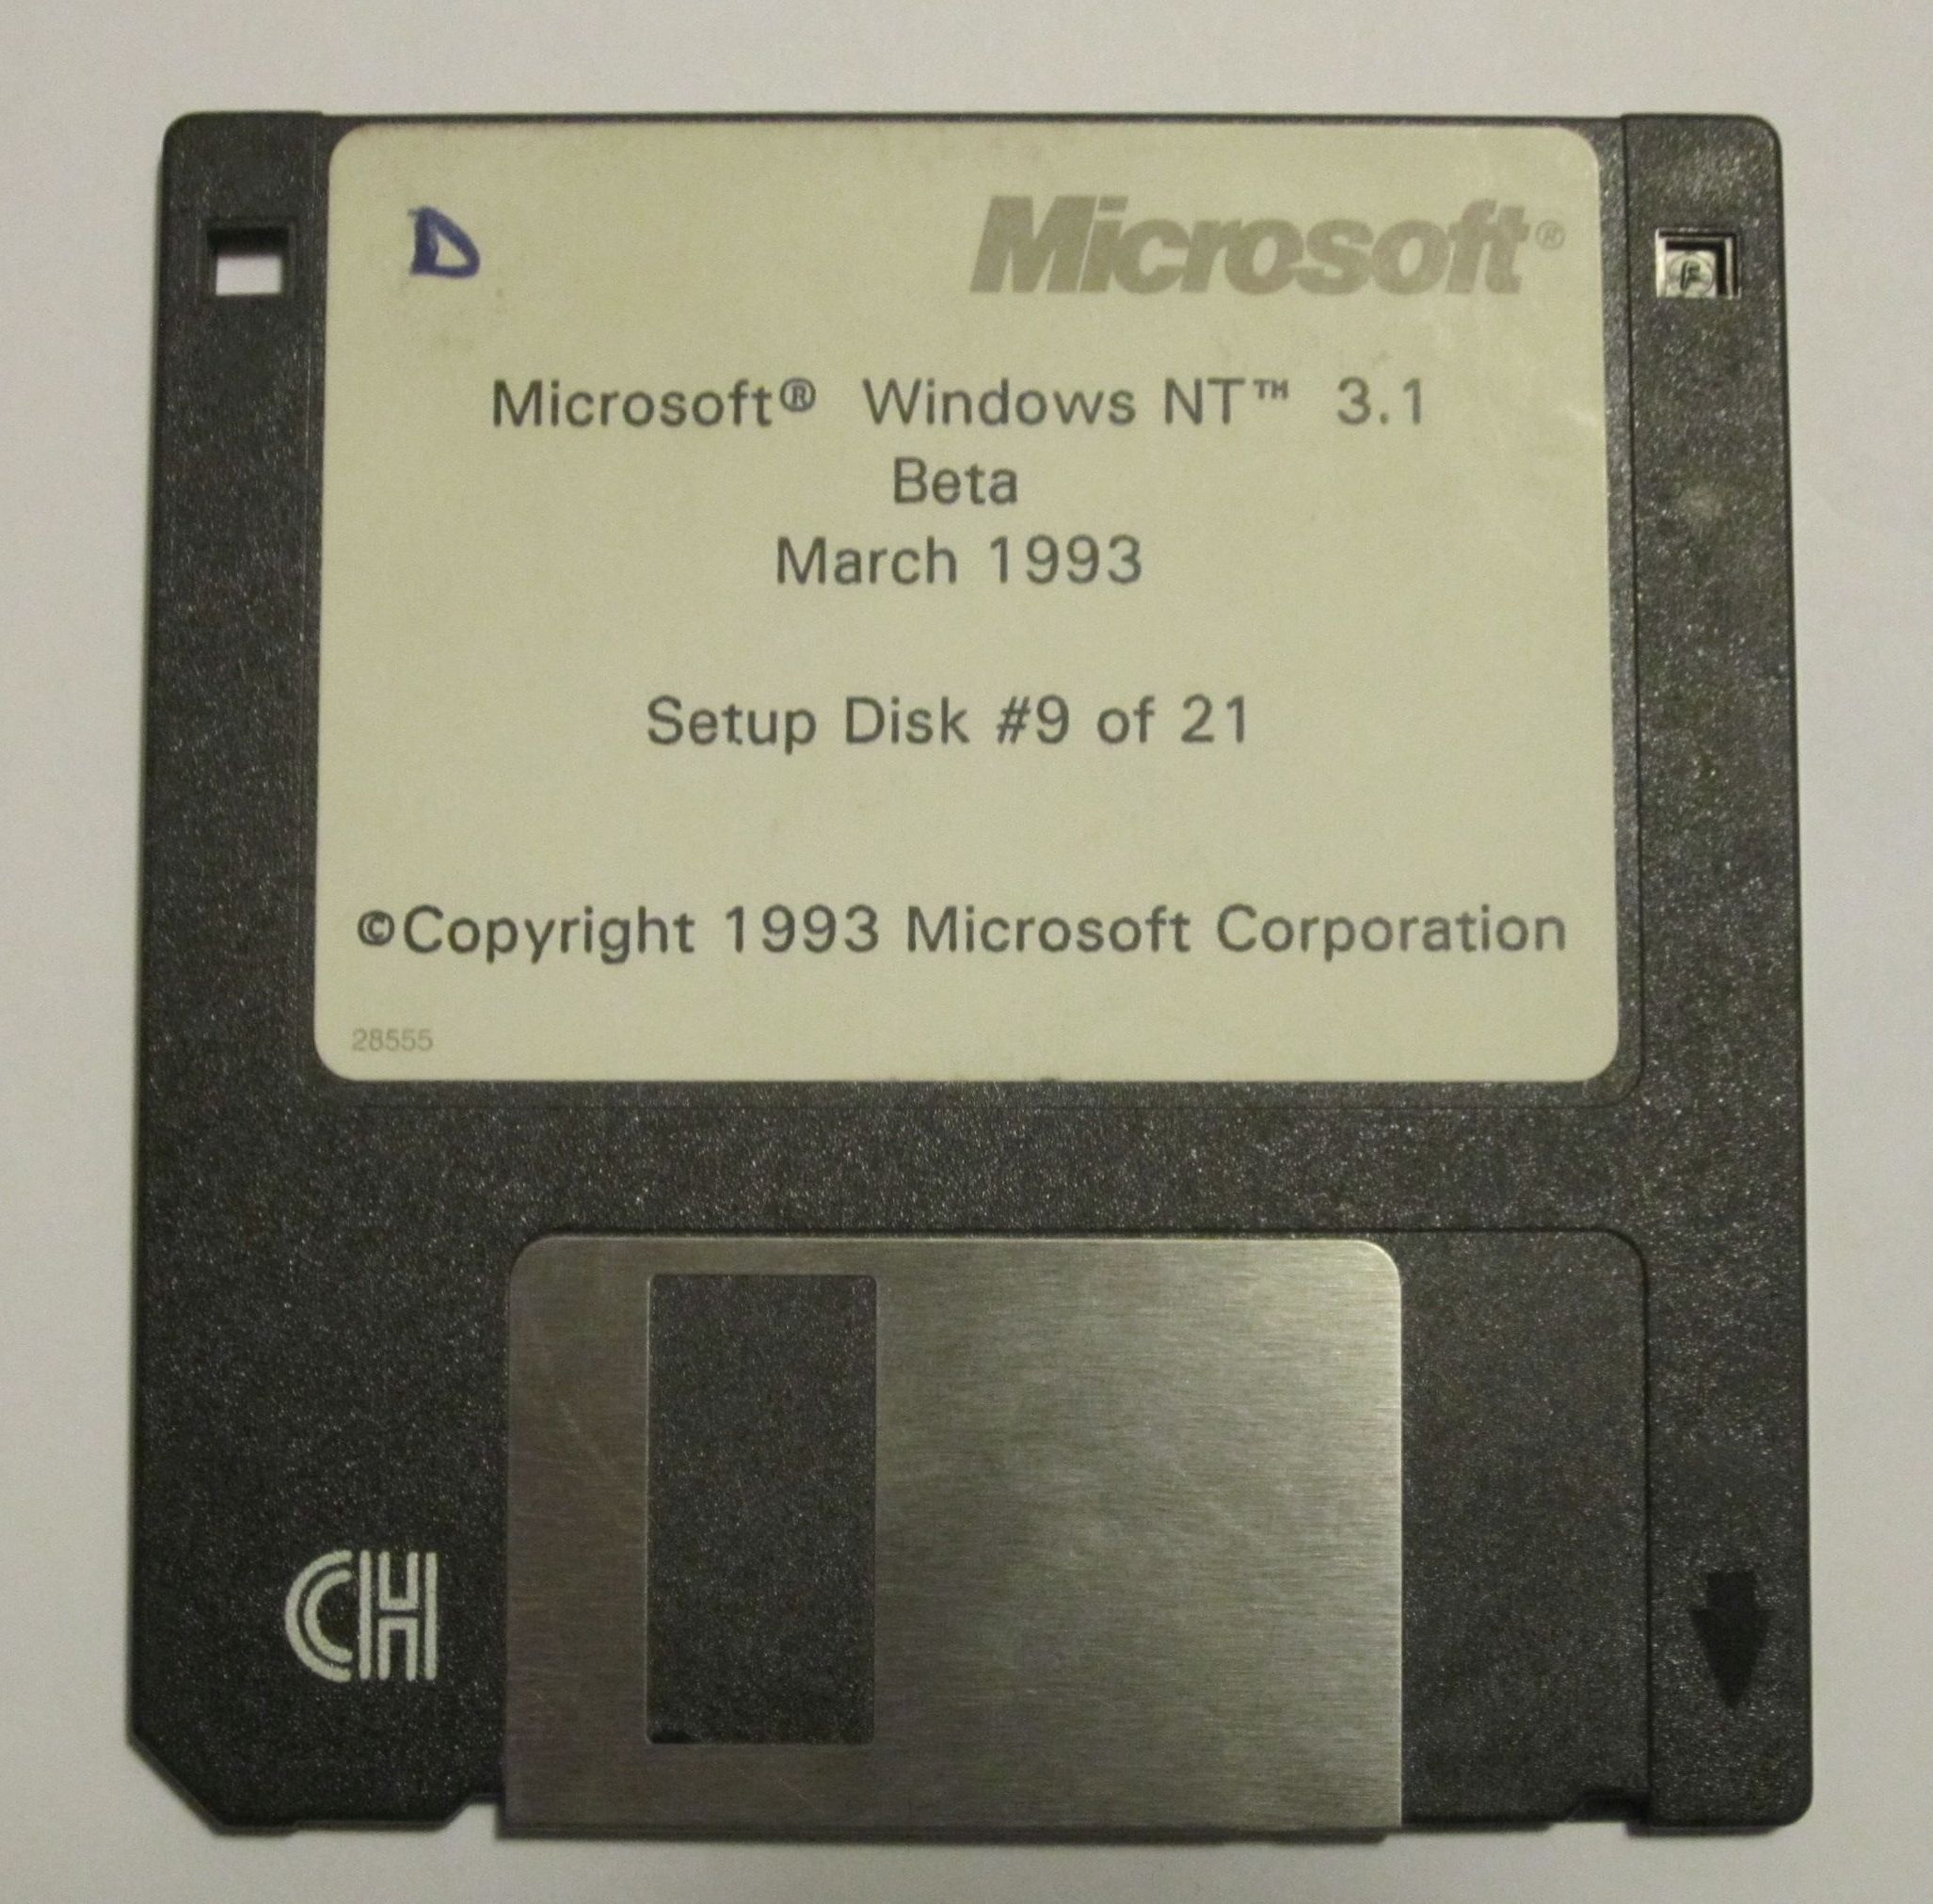 D
Microsoft®
Microsoft® Windows NT™ 3.1
Beta
March 1993
Setup Disk #9 of 21
©Copyright 1993 Microsoft Corporation
28555
CH